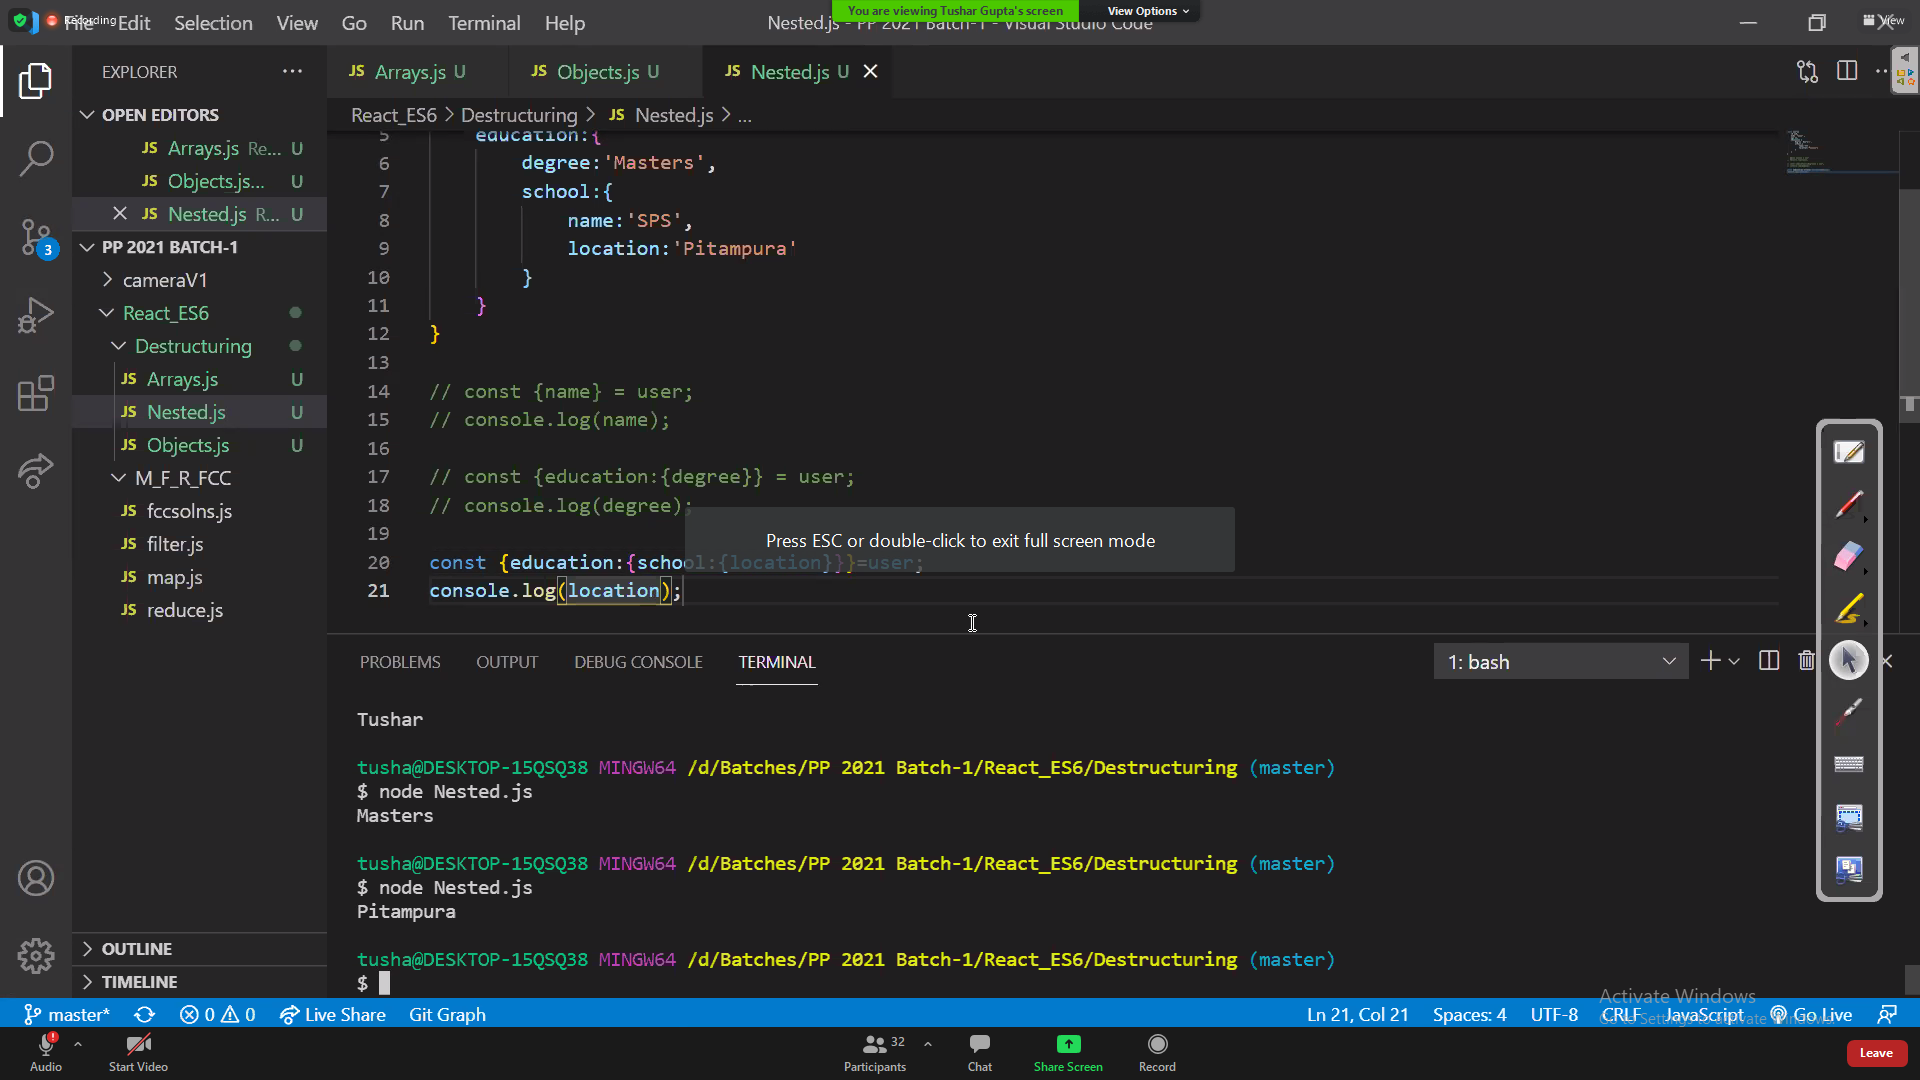 Recording
File Edit Selection View Go Run Terminal Help
Nested.js - PP 2021 Batch-1 - Visual Studio Code
You are viewing Tushar Gupta's screen
View Options
View
EXPLORER
JS Arrays.js U
JS Objects.js U
JS Nested.js U
OPEN EDITORS
JS Arrays.js Re... U
JS Objects.js... U
JS Nested.js R... U
PP 2021 BATCH-1
cameraV1
React_ES6
Destructuring
JS Arrays.js U
JS Nested.js U
JS Objects.js U
M_F_R_FCC
JS fccsolns.js
JS filter.js
JS map.js
JS reduce.js
OUTLINE
TIMELINE
3
React_ES6 > Destructuring > JS Nested.js > ...
5 education:{
6 degree:'Masters',
7 school:{
8 name:'SPS',
9 location:'Pitampura'
10 }
11 }
12 }
13
14 // const {name} = user;
15 // console.log(name);
16
17 // const {education:{degree}} = user;
18 // console.log(degree);
19
Press ESC or double-click to exit full screen mode
20 const {education:{school:{location}}}=user;
21 console.log(location);
PROBLEMS OUTPUT DEBUG CONSOLE TERMINAL
1: bash
Tushar
tusha@DESKTOP-15QSQ38 MINGW64 /d/Batches/PP 2021 Batch-1/React_ES6/Destructuring (master)
$ node Nested.js
Masters
tusha@DESKTOP-15QSQ38 MINGW64 /d/Batches/PP 2021 Batch-1/React_ES6/Destructuring (master)
$ node Nested.js
Pitampura
tusha@DESKTOP-15QSQ38 MINGW64 /d/Batches/PP 2021 Batch-1/React_ES6/Destructuring (master)
$
Activate Windows
Go to Settings to activate Windows.
master* 0 0 Live Share Git Graph
Ln 21, Col 21 Spaces: 4 UTF-8 CRLF JavaScript Go Live
Audio
Start Video
Participants 32
Chat
Share Screen
Record
Leave